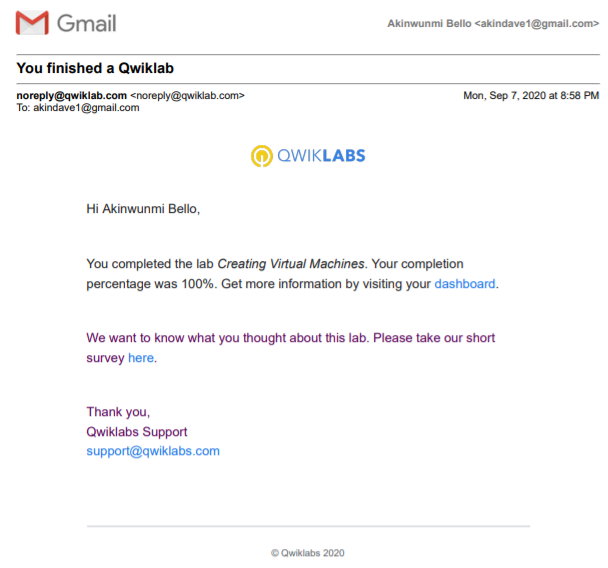 Gmail
Akinwunmi Bello <akindave1@gmail.com>
You finished a Qwiklab
noreply@qwiklab.com <noreply@qwiklab.com>
Mon, Sep 7, 2020 at 8:58 PM
To: akindave1@gmail.com
QWIKLABS
Hi Akinwunmi Bello,
You completed the lab Creating Virtual Machines. Your completion
percentage was 100%. Get more information by visiting your dashboard.
We want to know what you thought about this lab. Please take our short
survey here.
Thank you,
Qwiklabs Support
support@qwiklabs.com
© Qwiklabs 2020